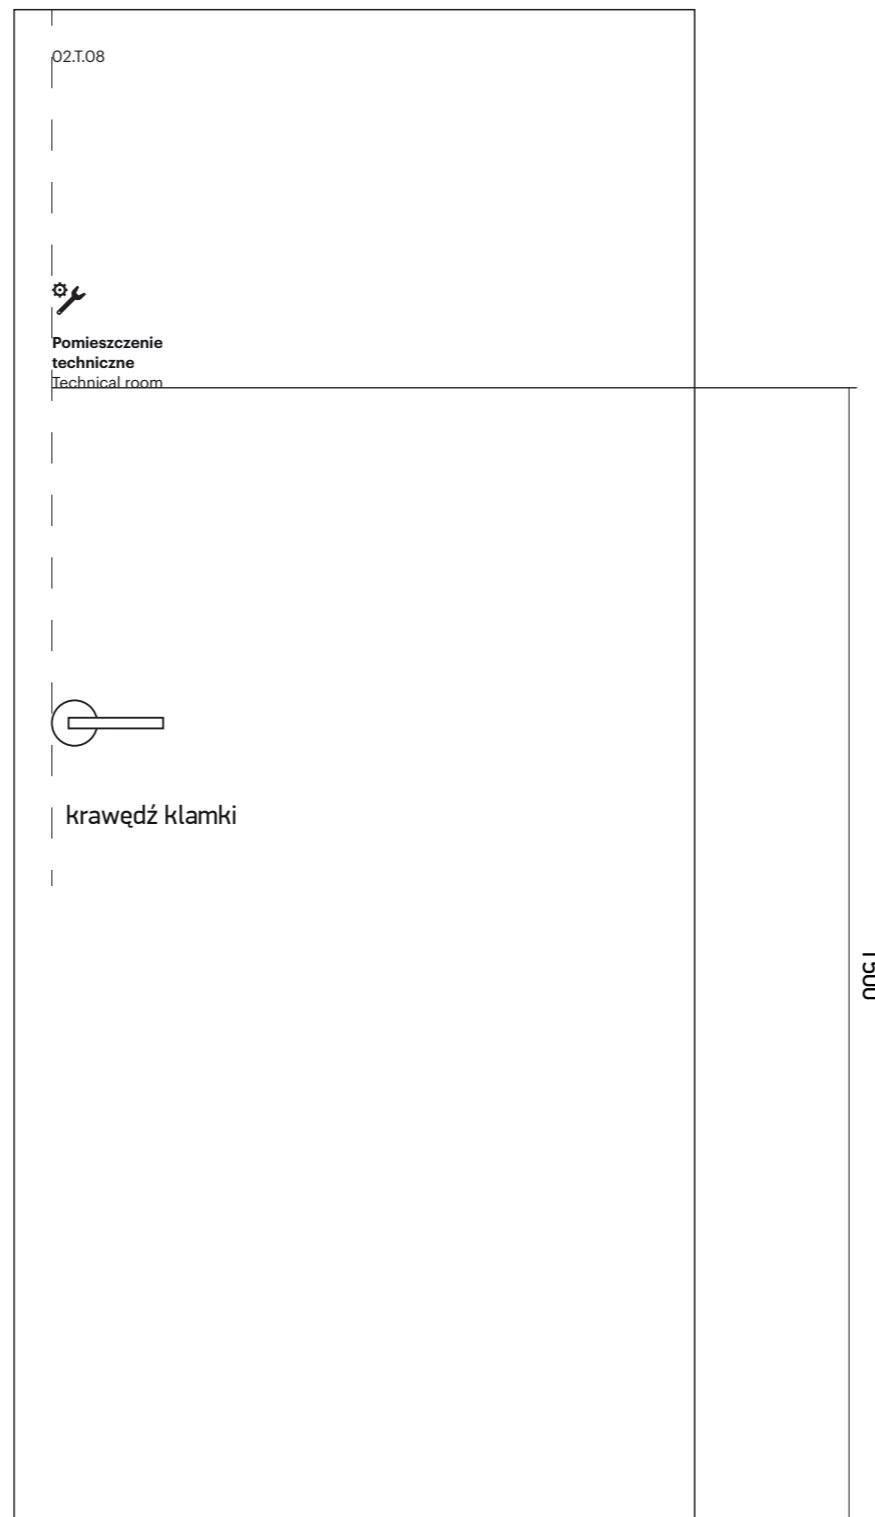 02.T.08
Pomieszczenie
techniczne
Technical room
krawędź klamki
1500